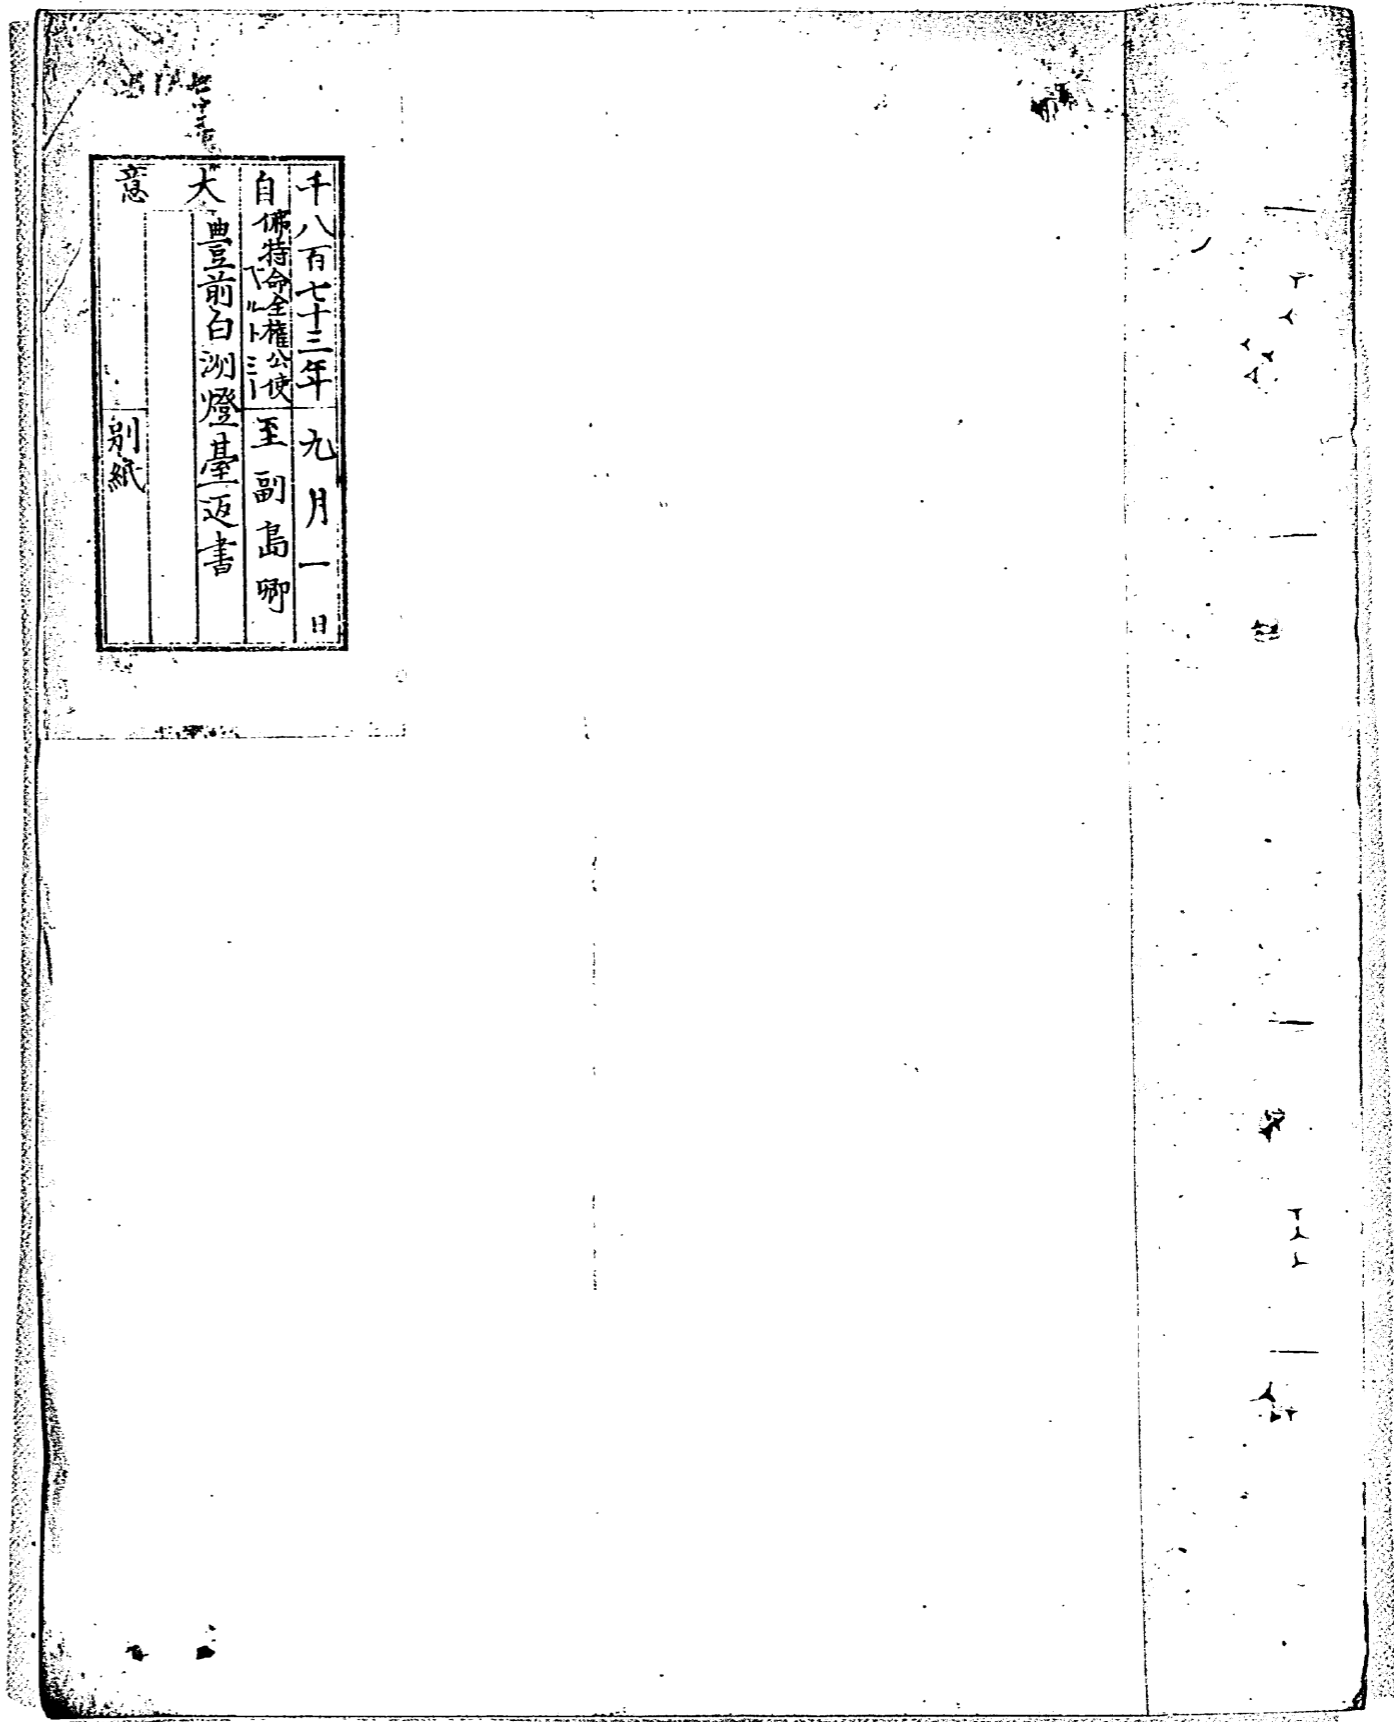 千八百七十三年 九月一日
自 佛特命全権公使
ベルトミー
至 副島卿
大意
豊前白洲燈臺返書
別紙